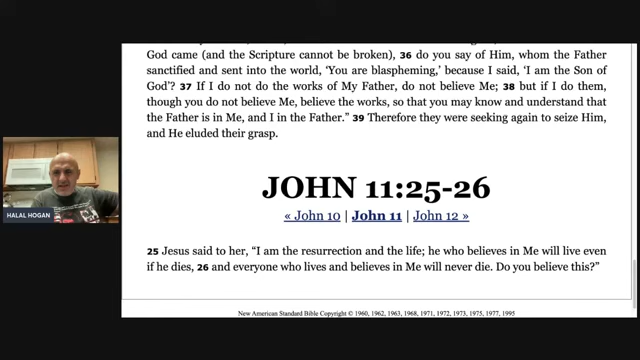 God came (and the Scripture cannot be broken), 36 do you say of Him, whom the Father
sanctified and sent into the world, ‘You are blaspheming,’ because I said, ‘I am the Son of
God’? 37 If I do not do the works of My Father, do not believe Me; 38 but if I do them,
though you do not believe Me, believe the works, so that you may know and understand that
the Father is in Me, and I in the Father.” 39 Therefore they were seeking again to seize Him,
and He eluded their grasp.
JOHN 11:25-26
« John 10 | John 11 | John 12 »
HALAL HOGAN
25 Jesus said to her, “I am the resurrection and the life; he who believes in Me will live even
if he dies, 26 and everyone who lives and believes in Me will never die. Do you believe this?”
New American Standard Bible Copyright © 1960, 1962, 1963, 1968, 1971, 1972, 1973, 1975, 1977, 1995